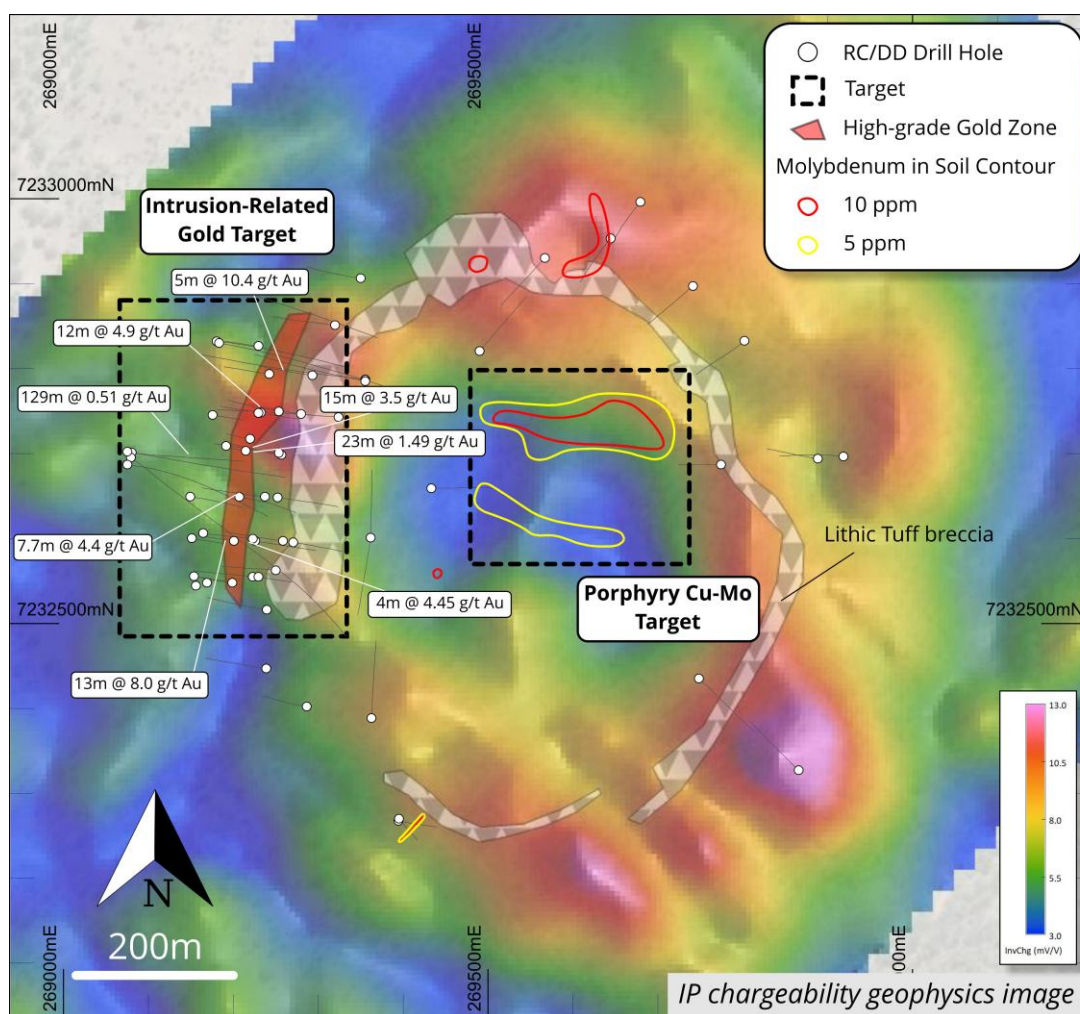 269000mE
269500mE
RC/DD Drill Hole
Target
High-grade Gold Zone
Molybdenum in Soil Contour
10 ppm
5 ppm
7233000mN
Intrusion-Related
Gold Target
5m @ 10.4 g/t Au
12m @ 4.9 g/t Au
129m @ 0.51 g/t Au
15m @ 3.5 g/t Au
23m @ 1.49 g/t Au
7.7m @ 4.4 g/t Au
Lithic Tuff breccia
4m @ 4.45 g/t Au
Porphyry Cu-Mo
Target
7232500mN
7232500mN
13m @ 8.0 g/t Au
13.0
10.5
8.0
5.5
3.0
InvChg (mV/V)
N
200m
269000mE
269500mE
mE
IP chargeability geophysics image